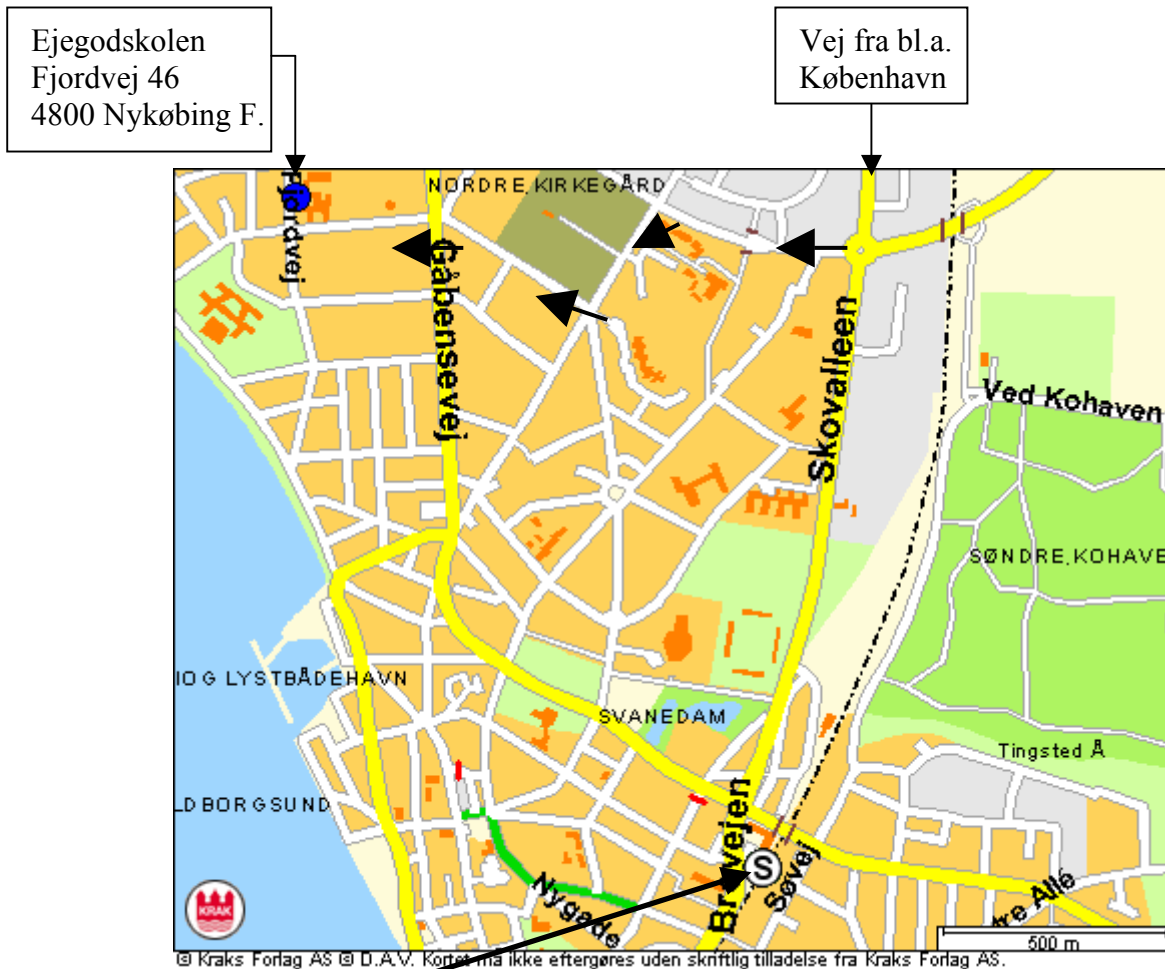 Ejegodskolen
Fjordvej 46
4800 Nykøbing F.
Vej fra bl.a.
København
NORDRE KIRKEGÅRD
Fjordvej
Gåbensevej
Skovalleen
Ved Kohaven
SØNDRE KOHAVE
IO G LYSTBÅDEHAVN
SVANEDAM
Tingsted Å
LDBORGSUND
Brovejen
S
Søvej
Nygade
tre Allé
KRAK
500 m
© Kraks Forlag AS © D.A.V. Kortet må ikke eftergøres uden skriftlig tilladelse fra Kraks Forlag AS.